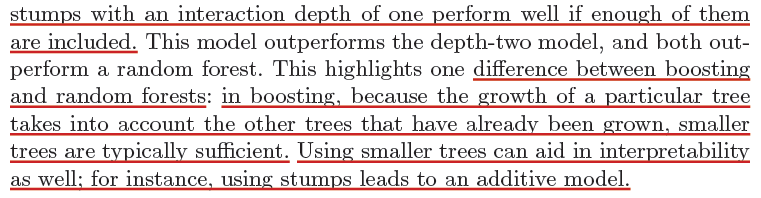 stumps with an interaction depth of one perform well if enough of them
are included. This model outperforms the depth-two model, and both out-
perform a random forest. This highlights one difference between boosting
and random forests: in boosting, because the growth of a particular tree
takes into account the other trees that have already been grown, smaller
trees are typically sufficient. Using smaller trees can aid in interpretability
as well; for instance, using stumps leads to an additive model.